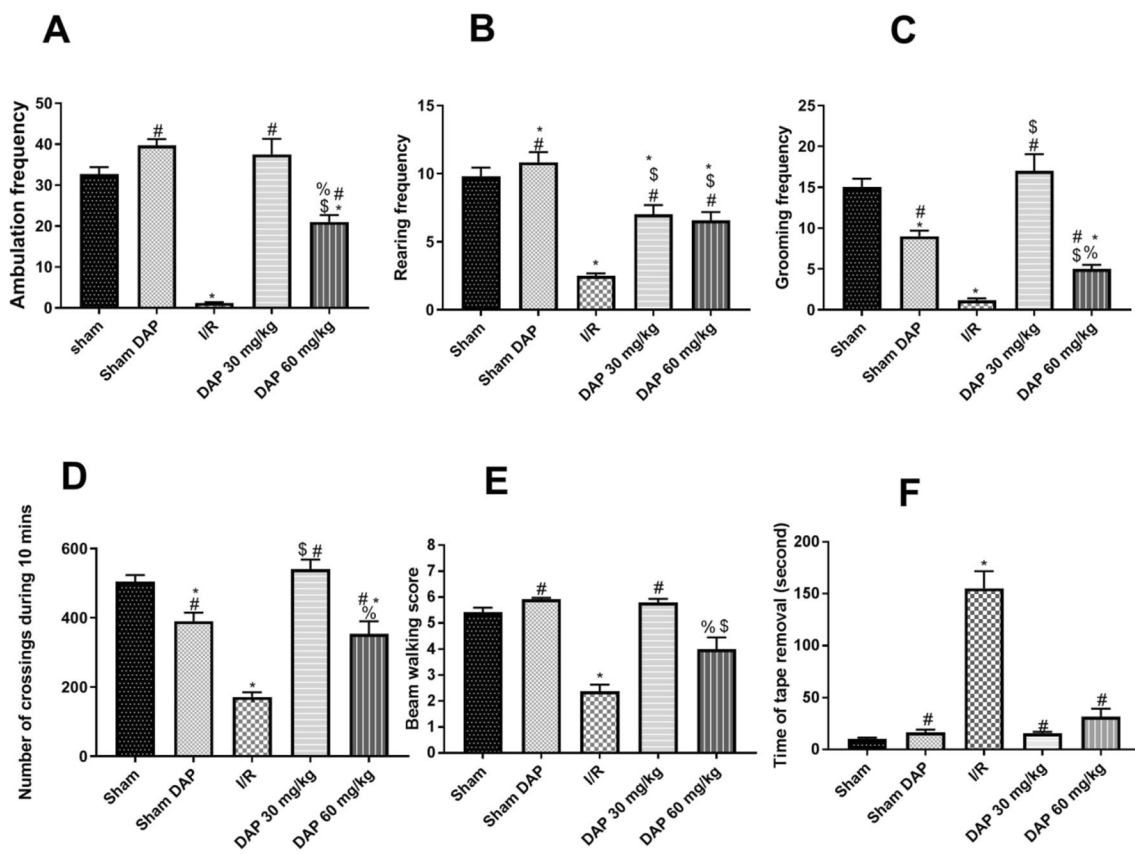 A
Ambulation frequency
50
40
30
20
10
0
#
*
#
% #
$ *
sham
Sham DAP
I/R
DAP 30 mg/kg
DAP 60 mg/kg
B
Rearing frequency
15
10
5
0
*
#
*
*
$
#
*
$
#
Sham
Sham DAP
I/R
DAP 30 mg/kg
DAP 60 mg/kg
C
Grooming frequency
25
20
15
10
5
0
#
*
*
$
#
# *
$ %
Sham
Sham DAP
I/R
DAP 30 mg/kg
DAP 60 mg/kg
D
Number of crossings during 10 mins
600
400
200
0
*
#
*
$ #
# *
%
Sham
Sham DAP
I/R
DAP 30 mg/kg
DAP 60 mg/kg
E
Beam walking score
8
7
6
5
4
3
2
1
0
#
*
#
% $
Sham
Sham DAP
I/R
DAP 30 mg/kg
DAP 60 mg/kg
F
Time of tape removal (second)
200
150
100
50
0
#
*
#
#
Sham
Sham DAP
I/R
DAP 30 mg/kg
DAP 60 mg/kg